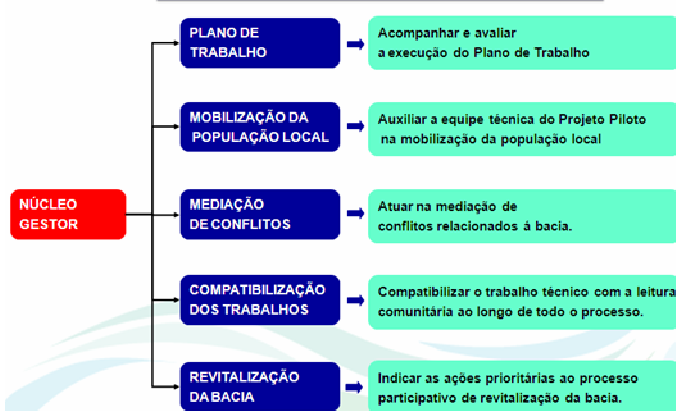 PLANO DE
TRABALHO
Acompanhar e avaliar
a execução do Plano de Trabalho
MOBILIZAÇÃO DA
POPULAÇÃO LOCAL
Auxiliar a equipe técnica do Projeto Piloto
na mobilização da população local
NÚCLEO
GESTOR
MEDIAÇÃO
DE CONFLITOS
Atuar na mediação de
conflitos relacionados á bacia.
COMPATIBILIZAÇÃO
DOS TRABALHOS
Compatibilizar o trabalho técnico com a leitura
comunitária ao longo de todo o processo.
REVITALIZAÇÃO
DA BACIA
Indicar as ações prioritárias ao processo
participativo de revitalização da bacia.